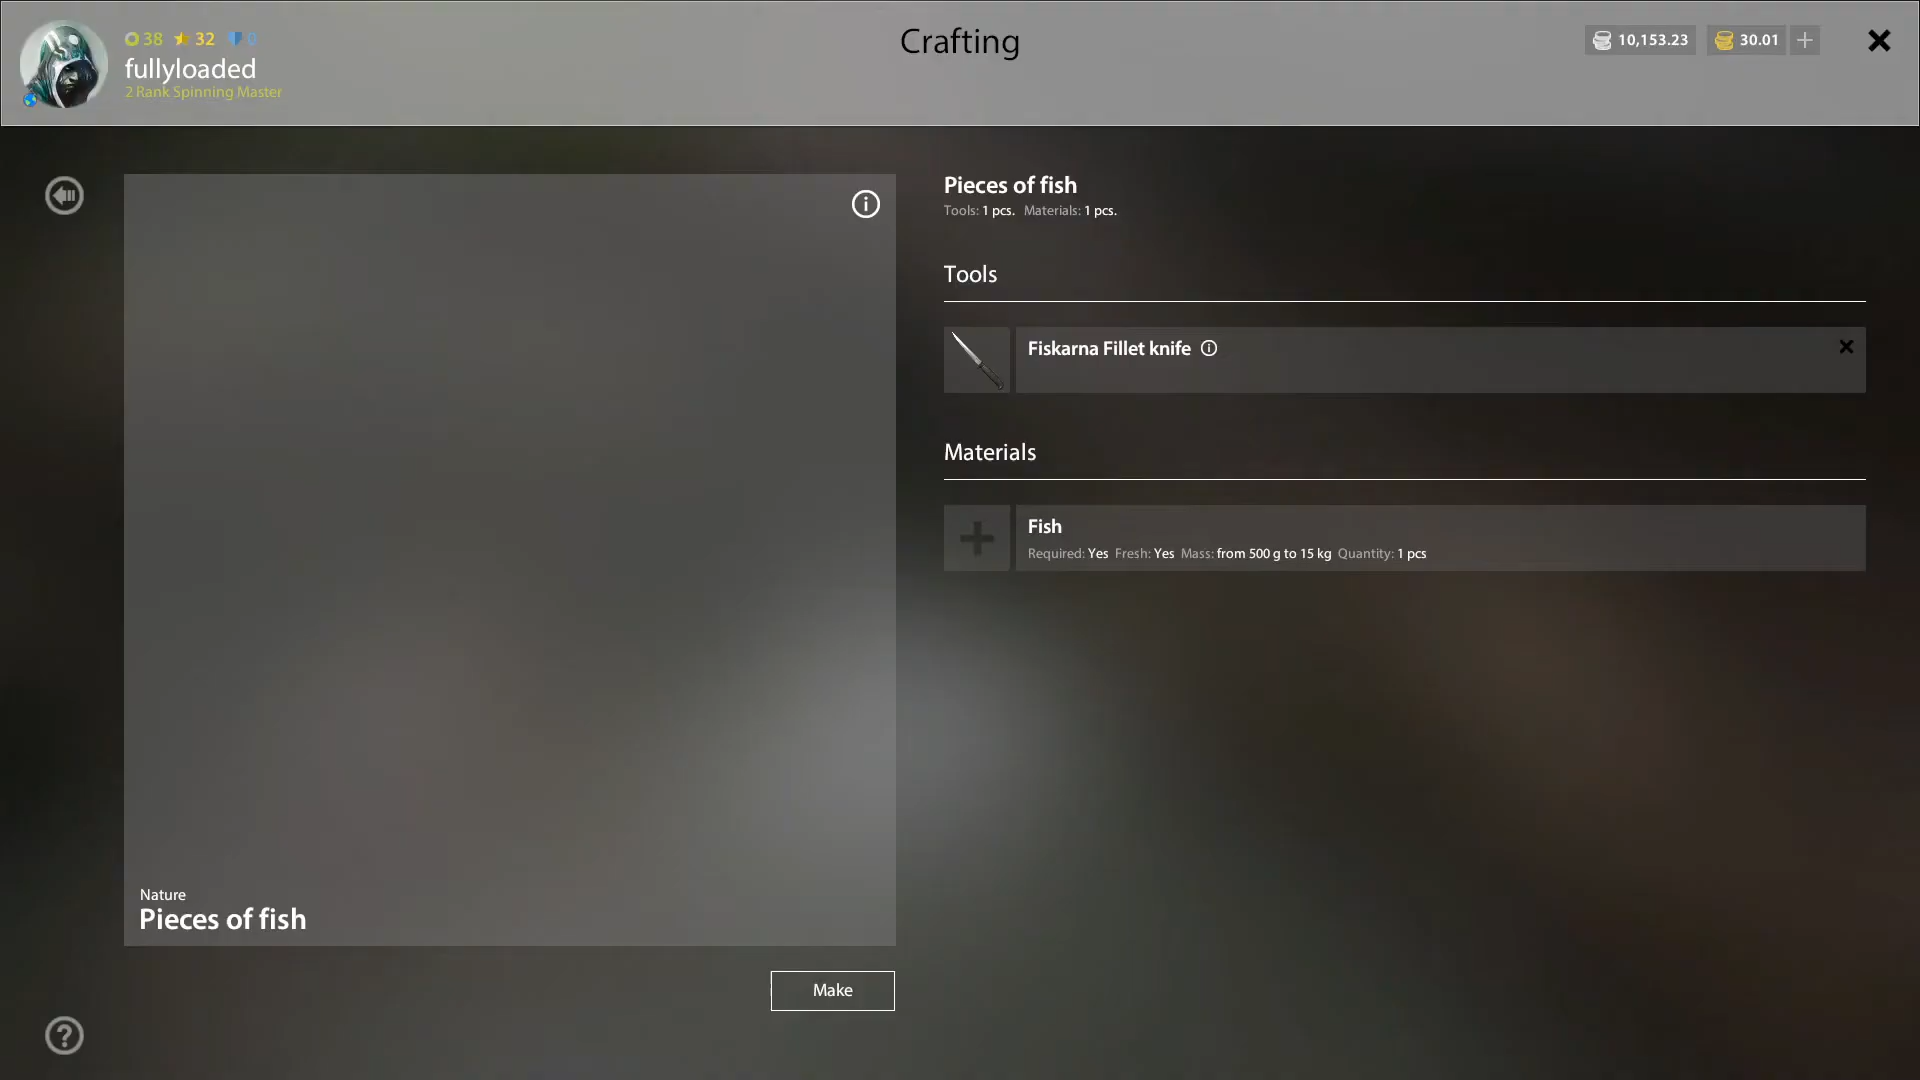 38 32 0
fullyloaded
2 Rank Spinning Master
Crafting
10,153.23 30.01
Pieces of fish
Tools: 1 pcs. Materials: 1 pcs.
Tools
Fiskarna Fillet knife
Materials
Fish
Required: Yes Fresh: Yes Mass: from 500 g to 15 kg Quantity: 1 pcs
Nature
Pieces of fish
Make